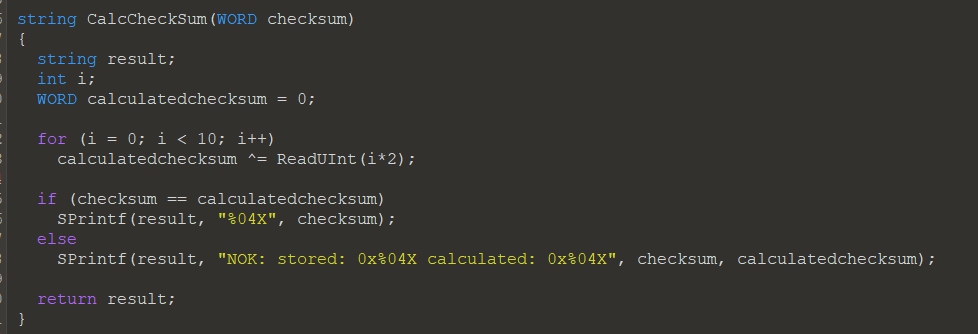 string CalcCheckSum(WORD checksum)
{
  string result;
  int i;
  WORD calculatedchecksum = 0;

  for (i = 0; i < 10; i++)
    calculatedchecksum ^= ReadUInt(i*2);

  if (checksum == calculatedchecksum)
    SPrintf(result, "%04X", checksum);
  else
    SPrintf(result, "NOK: stored: 0x%04X calculated: 0x%04X", checksum, calculatedchecksum);

  return result;
}